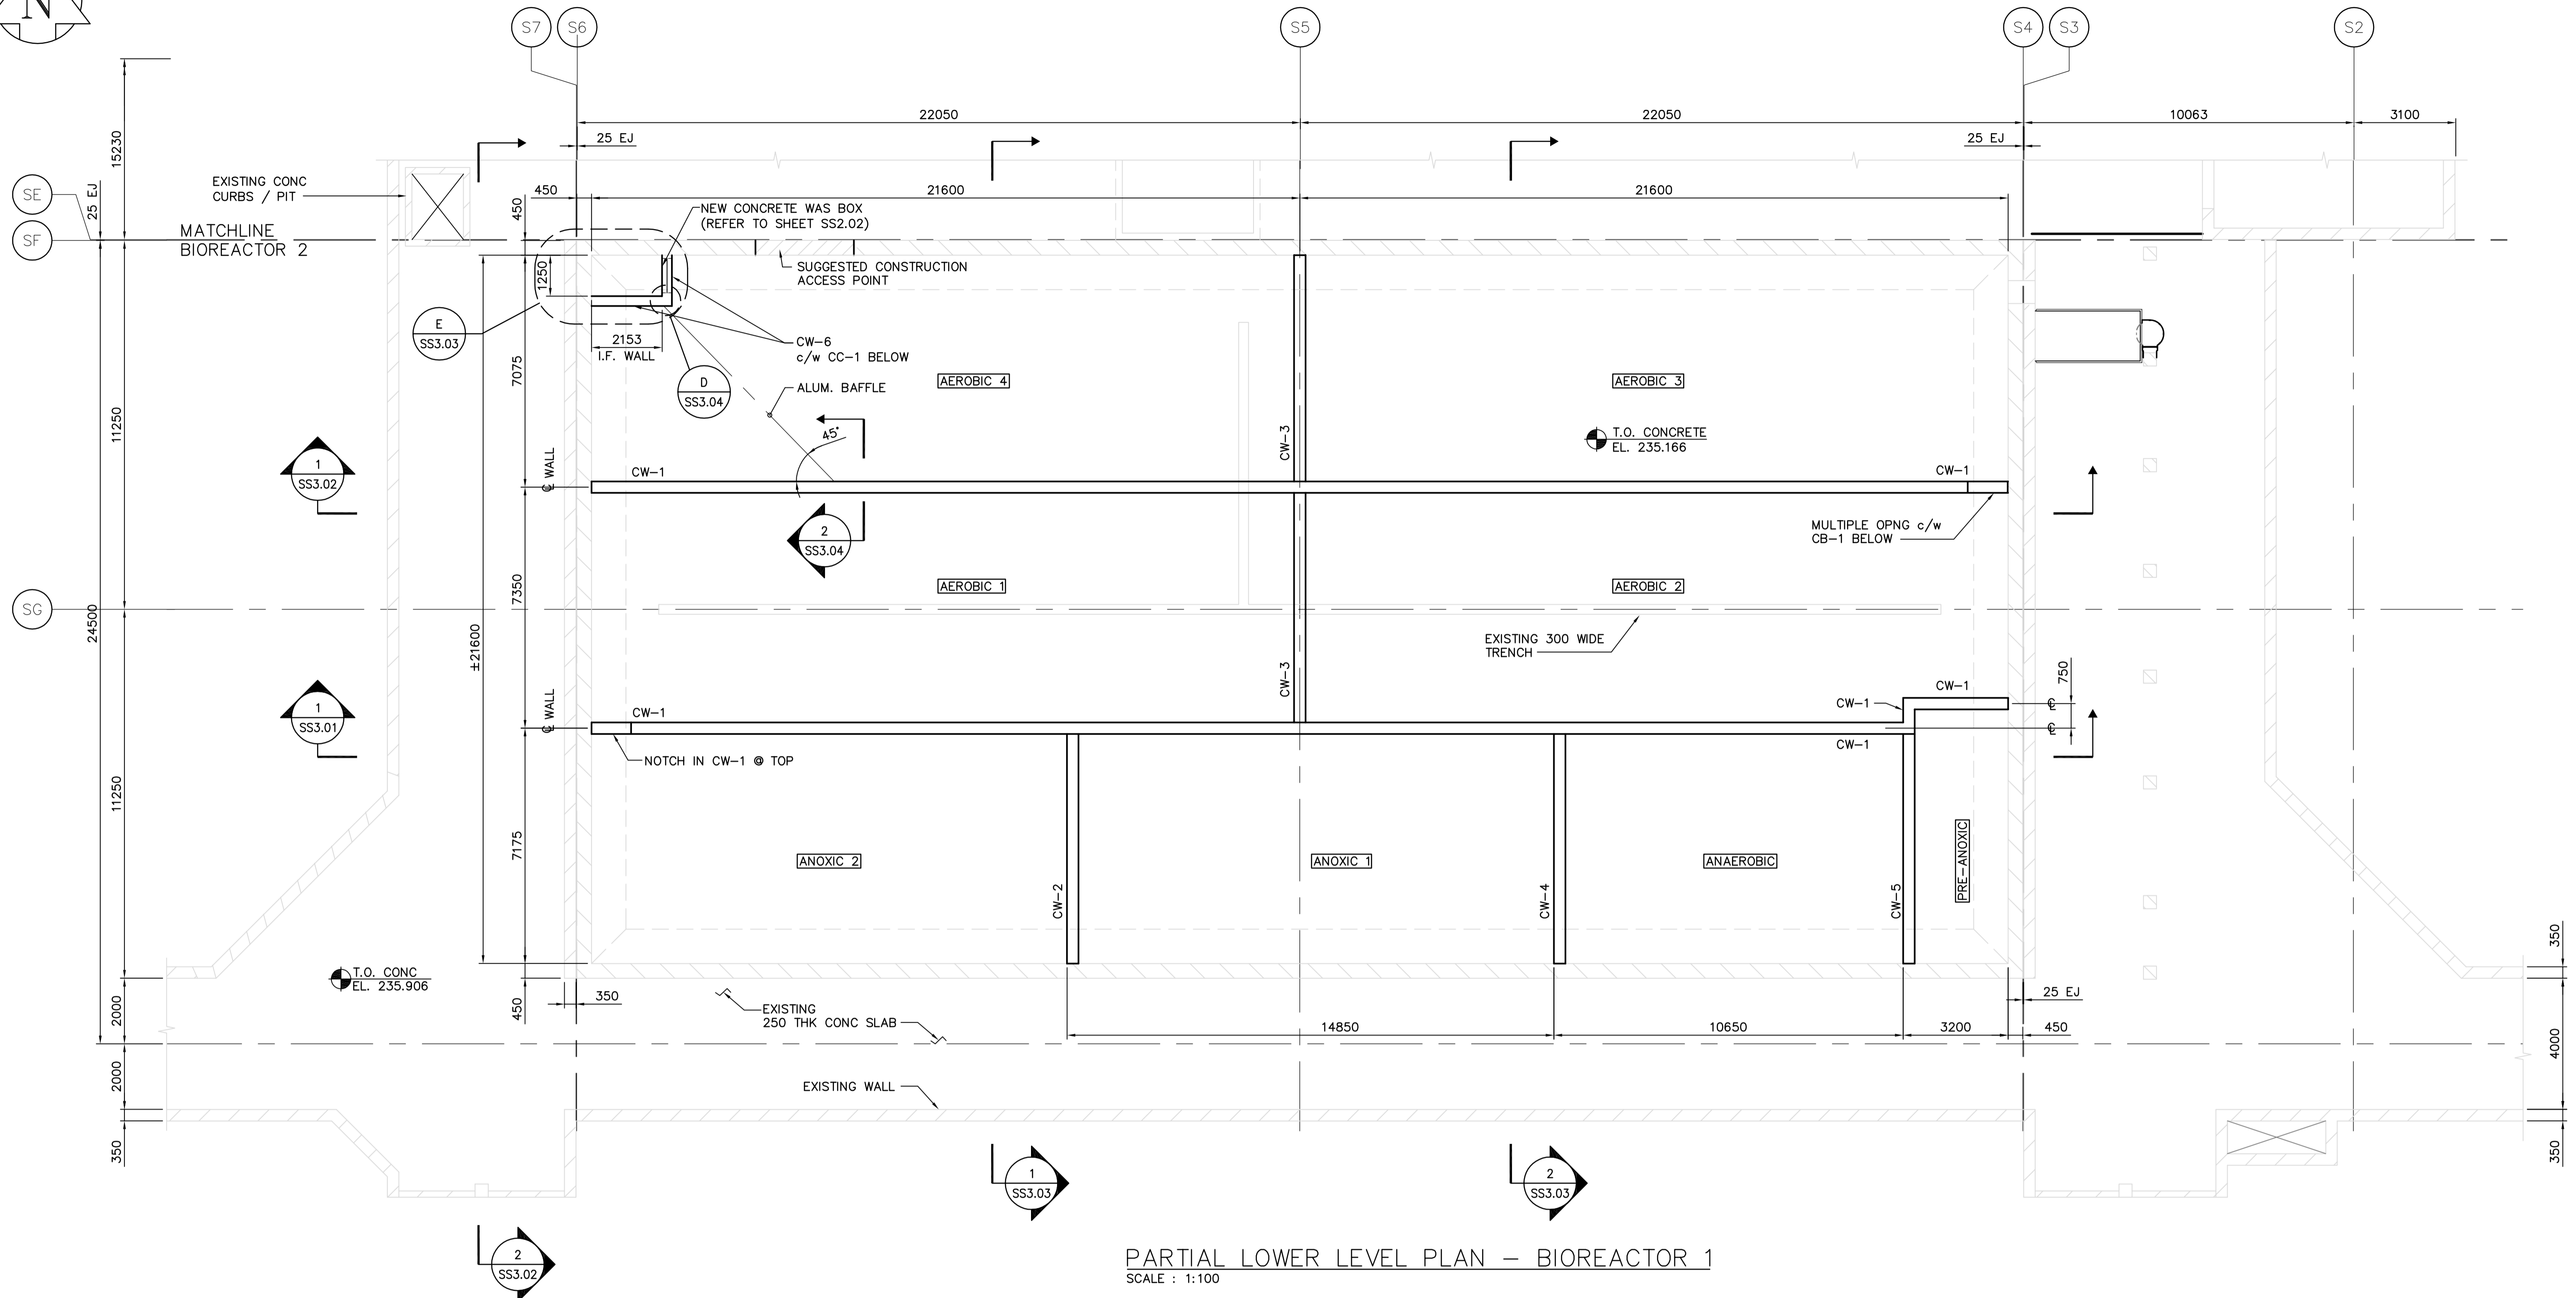 N
S7
S6
S5
S4
S3
S2
22050
22050
10063
3100
25 EJ
25 EJ
15230
SE
25 EJ
SF
EXISTING CONC
CURBS / PIT
MATCHLINE
BIOREACTOR 2
450
450
21600
21600
NEW CONCRETE WAS BOX
(REFER TO SHEET SS2.02)
SUGGESTED CONSTRUCTION
ACCESS POINT
1250
E
SS3.03
2153
I.F. WALL
CW-6
c/w CC-1 BELOW
D
SS3.04
ALUM. BAFFLE
7075
11250
AEROBIC 4
AEROBIC 3
45°
CW-3
T.O. CONCRETE
EL. 235.166
1
SS3.02
℄ WALL
CW-1
CW-1
2
SS3.04
MULTIPLE OPNG c/w
CB-1 BELOW
AEROBIC 1
AEROBIC 2
7350
SG
24500
±21600
EXISTING 300 WIDE
TRENCH
CW-3
750
1
SS3.01
℄ WALL
CW-1
CW-1
CW-1
℄
℄
CW-1
NOTCH IN CW-1 @ TOP
11250
7175
ANOXIC 2
ANOXIC 1
ANAEROBIC
PRE-ANOXIC
CW-2
CW-4
CW-5
T.O. CONC
EL. 235.906
350
350
450
25 EJ
2000
EXISTING
250 THK CONC SLAB
14850
10650
3200
450
4000
2000
EXISTING WALL
350
350
1
SS3.03
2
SS3.03
2
SS3.02
PARTIAL LOWER LEVEL PLAN - BIOREACTOR 1
SCALE : 1:100